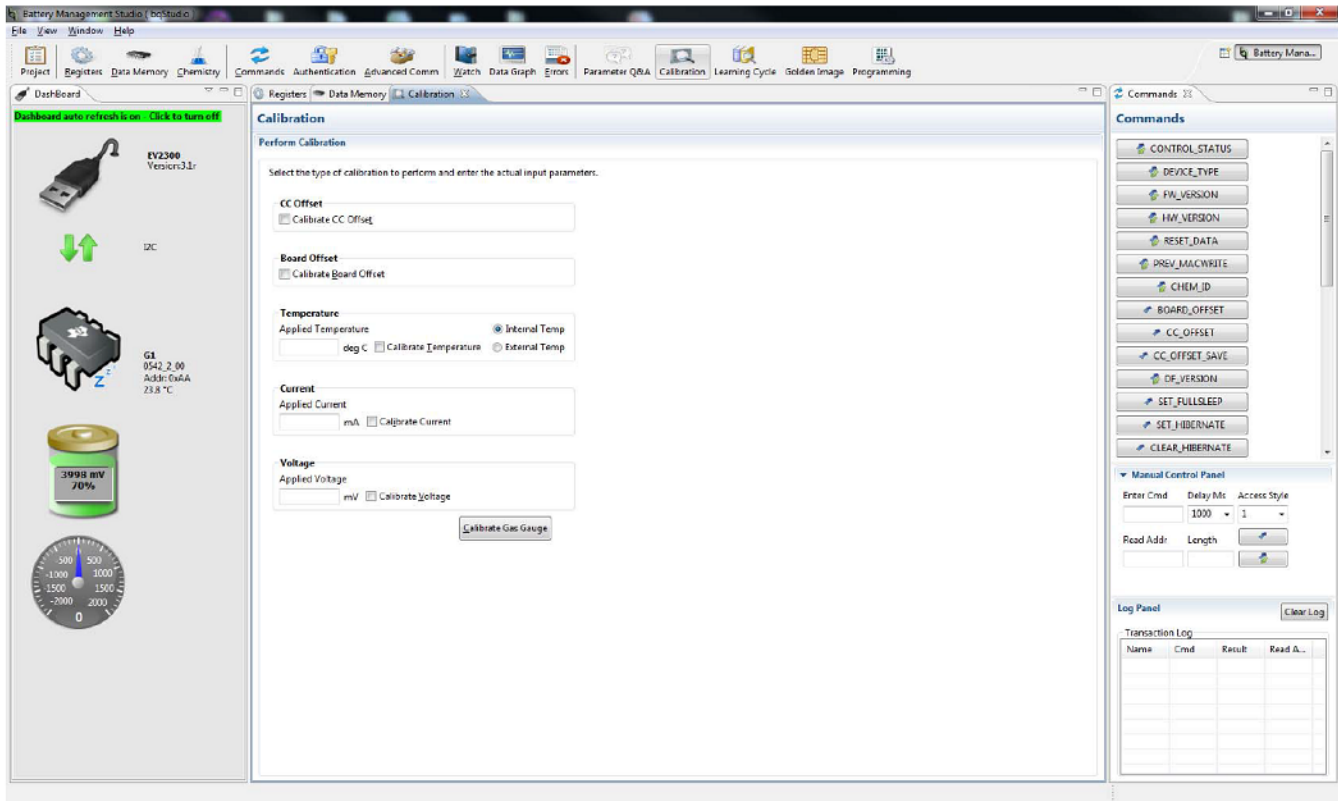 Battery Management Studio ( bqStudio )
File View Window Help
Project Registers Data Memory Chemistry Commands Authentication Advanced Comm Watch Data Graph Errors Parameter Q&A Calibration Learning Cycle Golden Image Programming
Battery Mana...
DashBoard
Registers Data Memory Calibration
Commands
Dashboard auto refresh is on - Click to turn off
EV2300
Version:3.1r
I2C
G1
0542_2_00
Addr: 0xAA
23.8 °C
3998 mV
70%
-500 500
-1000 1000
-1500 1500
-2000 2000
0
Calibration
Perform Calibration
Select the type of calibration to perform and enter the actual input parameters.
CC Offset
Calibrate CC Offset
Board Offset
Calibrate Board Offset
Temperature
Applied Temperature Internal Temp
deg C Calibrate Temperature External Temp
Current
Applied Current
mA Calibrate Current
Voltage
Applied Voltage
mV Calibrate Voltage
Calibrate Gas Gauge
Commands
CONTROL_STATUS
DEVICE_TYPE
FW_VERSION
HW_VERSION
RESET_DATA
PREV_MACWRITE
CHEM_ID
BOARD_OFFSET
CC_OFFSET
CC_OFFSET_SAVE
DF_VERSION
SET_FULLSLEEP
SET_HIBERNATE
CLEAR_HIBERNATE
Manual Control Panel
Enter Cmd Delay Ms Access Style
1000 1
Read Addr Length
Log Panel
Clear Log
Transaction Log
Name Cmd Result Read A...